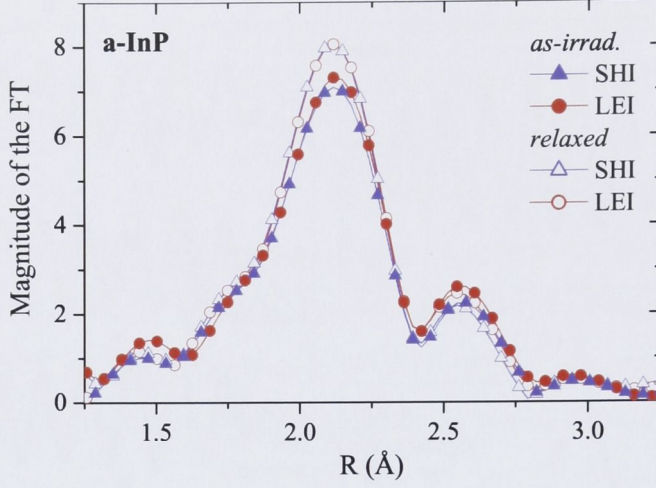 a-InP
as-irrad.
SHI
LEI
relaxed
SHI
LEI
Magnitude of the FT
8
6
4
2
0
1.5
2.0
2.5
3.0
R (Å)